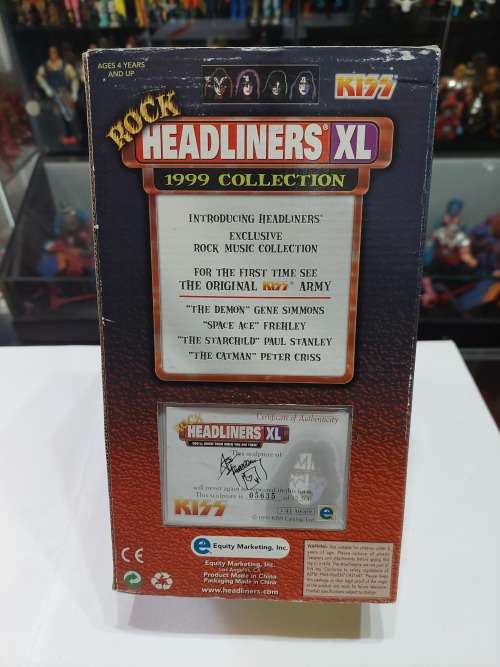 AGES 4 YEARS
AND UP
KISS
ROCK
HEADLINERS® XL
1999 COLLECTION
INTRODUCING HEADLINERS®
EXCLUSIVE
ROCK MUSIC COLLECTION
FOR THE FIRST TIME SEE
THE ORIGINAL KISS® ARMY
"THE DEMON" GENE SIMMONS
"SPACE ACE" FREHLEY
"THE STARCHILD" PAUL STANLEY
"THE CATMAN" PETER CRISS
Certificate of Authenticity
ROCK
HEADLINERS XL
This sculpture of
will never again be
This sculpture is 05635 of
KISS
Equity Marketing, Inc.
Equity Marketing, Inc.
Los Angeles, CA
Product Made in China
Packaging Made in China
www.headliners.com
CE